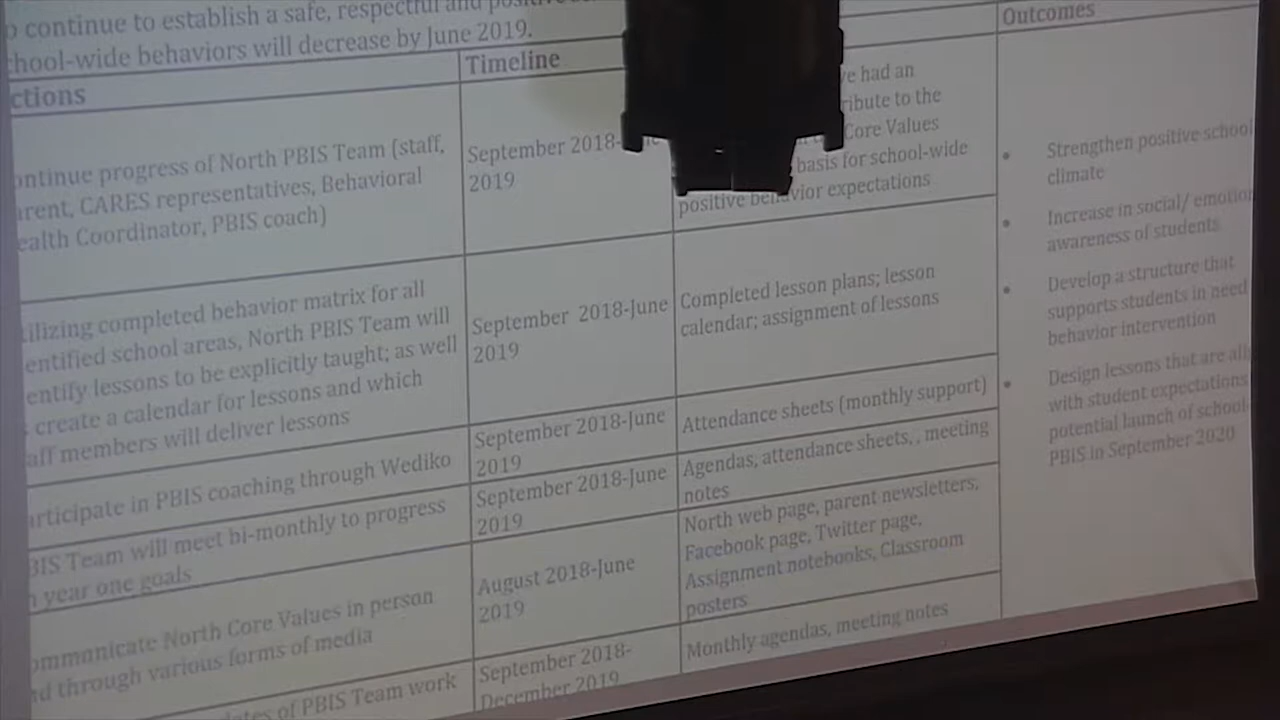 continue to establish a safe, respectful and
school-wide behaviors will decrease by June 2019.
Timeline
Outcomes
ctions
ontinue progress of North PBIS Team (staff,
arent, CARES representatives, Behavioral
ealth Coordinator, PBIS coach)
September 2018-
2019
ve had an
ribute to the
Core Values
basis for school-wide
positive behavior expectations
ilizing completed behavior matrix for all
entified school areas, North PBIS Team will
entify lessons to be explicitly taught; as well
create a calendar for lessons and which
aff members will deliver lessons
September 2018-June
2019
Completed lesson plans; lesson
calendar; assignment of lessons
articipate in PBIS coaching through Wediko
September 2018-June
2019
Attendance sheets (monthly support)
BIS Team will meet bi-monthly to progress
n year one goals
September 2018-June
2019
Agendas, attendance sheets, , meeting
notes
ommunicate North Core Values in person
nd through various forms of media
August 2018-June
2019
North web page, parent newsletters,
Facebook page, Twitter page,
Assignment notebooks, Classroom
posters
dates of PBIS Team work
September 2018-
December 2019
Monthly agendas, meeting notes
• Strengthen positive school
climate
• Increase in social/ emotion
awareness of students
• Develop a structure that
supports students in need
behavior intervention
• Design lessons that are ali
with student expectations
potential launch of school-
PBIS in September 2020